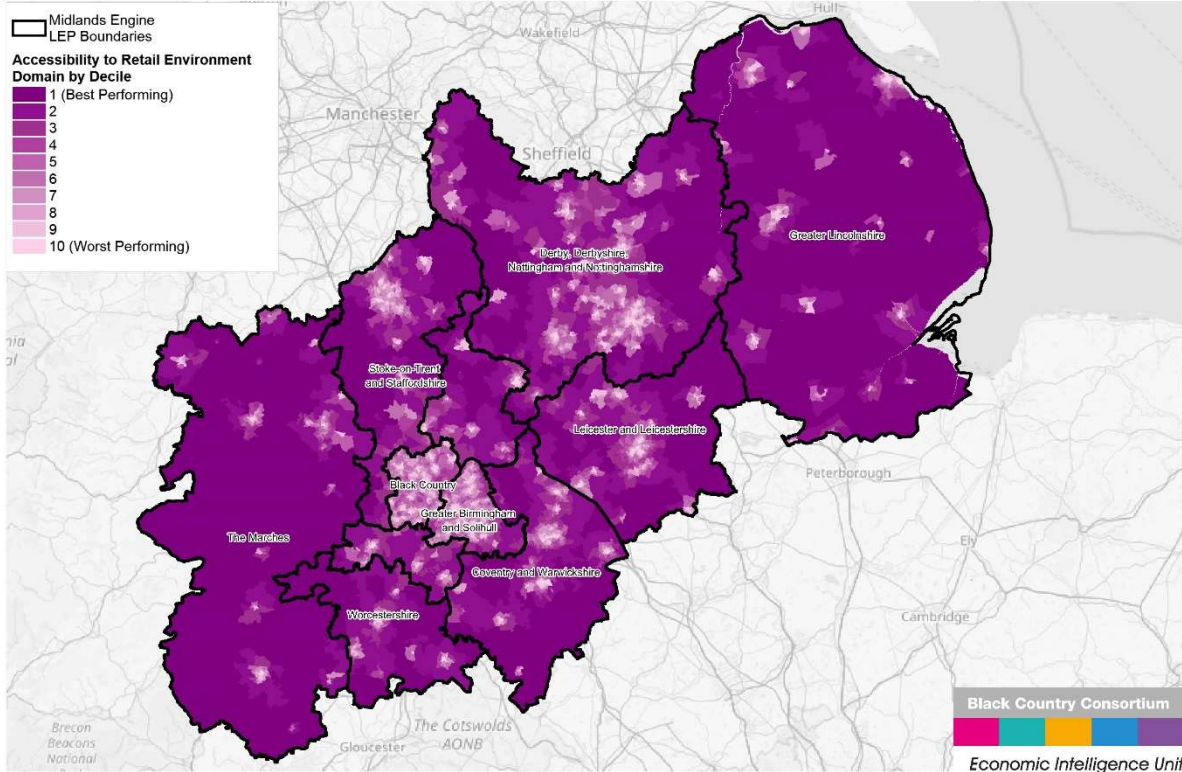 Midlands Engine
LEP Boundaries
Accessibility to Retail Environment
Domain by Decile
1 (Best Performing)
2
3
4
5
6
7
8
9
10 (Worst Performing)
Hull
Wakefield
Manchester
Sheffield
Greater Lincolnshire
Derby, Derbyshire,
Nottingham and Nottinghamshire
Stoke-on-Trent
and Staffordshire
Leicester and Leicestershire
Peterborough
Black Country
Greater Birmingham
and Solihull
The Marches
Ely
Coventry and Warwickshire
Worcestershire
Cambridge
The Cotswolds
AONB
Gloucester
Brecon
Beacons
National
Black Country Consortium
Economic Intelligence Unit